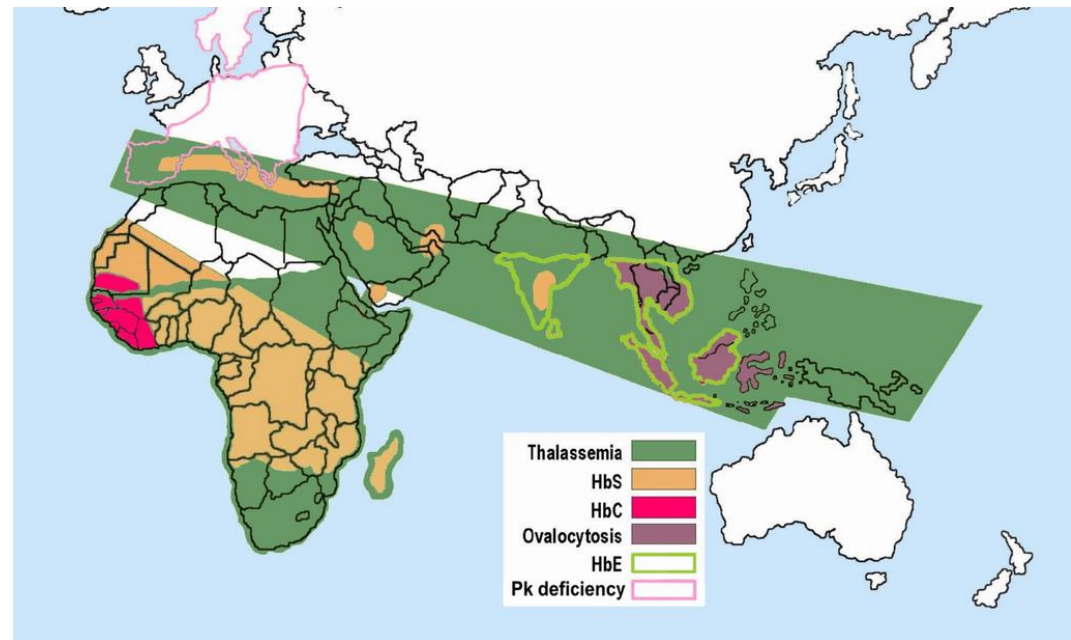 Thalassemia
HbS
HbC
Ovalocytosis
HbE
Pk deficiency